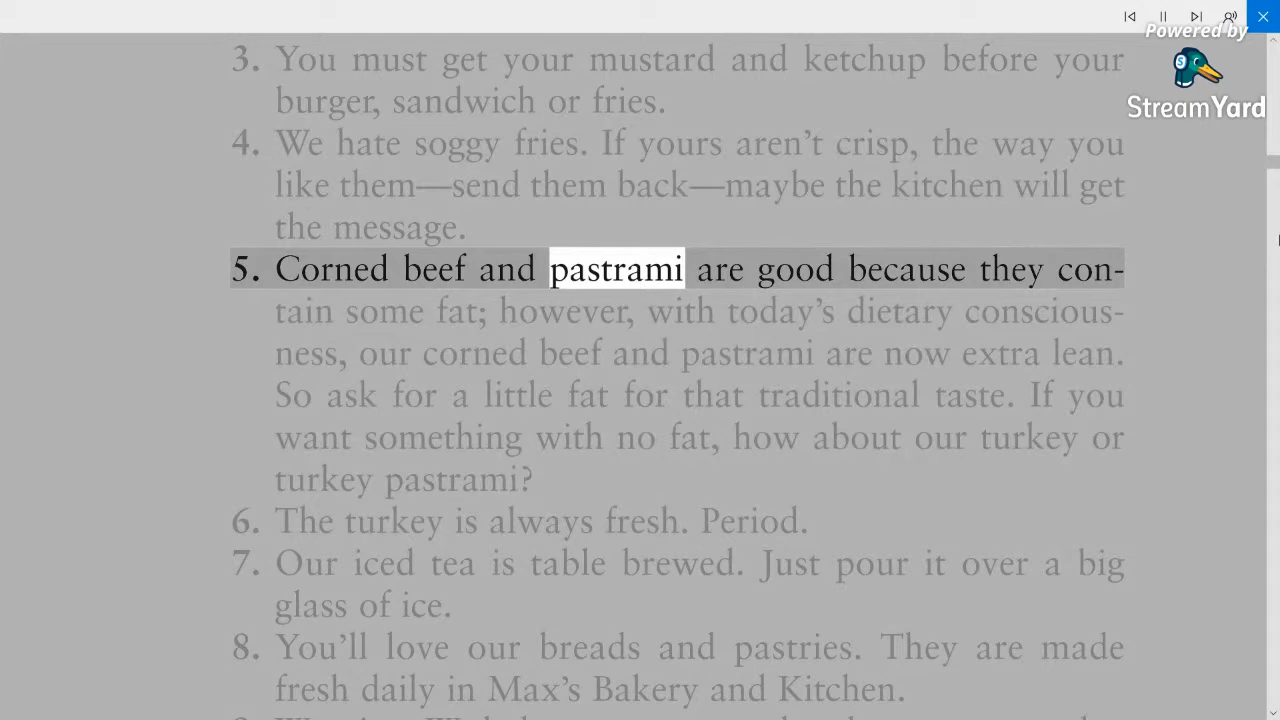 Powered by
StreamYard
3. You must get your mustard and ketchup before your
burger, sandwich or fries.
4. We hate soggy fries. If yours aren’t crisp, the way you
like them—send them back—maybe the kitchen will get
the message.
5. Corned beef and pastrami are good because they con-
tain some fat; however, with today’s dietary conscious-
ness, our corned beef and pastrami are now extra lean.
So ask for a little fat for that traditional taste. If you
want something with no fat, how about our turkey or
turkey pastrami?
6. The turkey is always fresh. Period.
7. Our iced tea is table brewed. Just pour it over a big
glass of ice.
8. You’ll love our breads and pastries. They are made
fresh daily in Max’s Bakery and Kitchen.